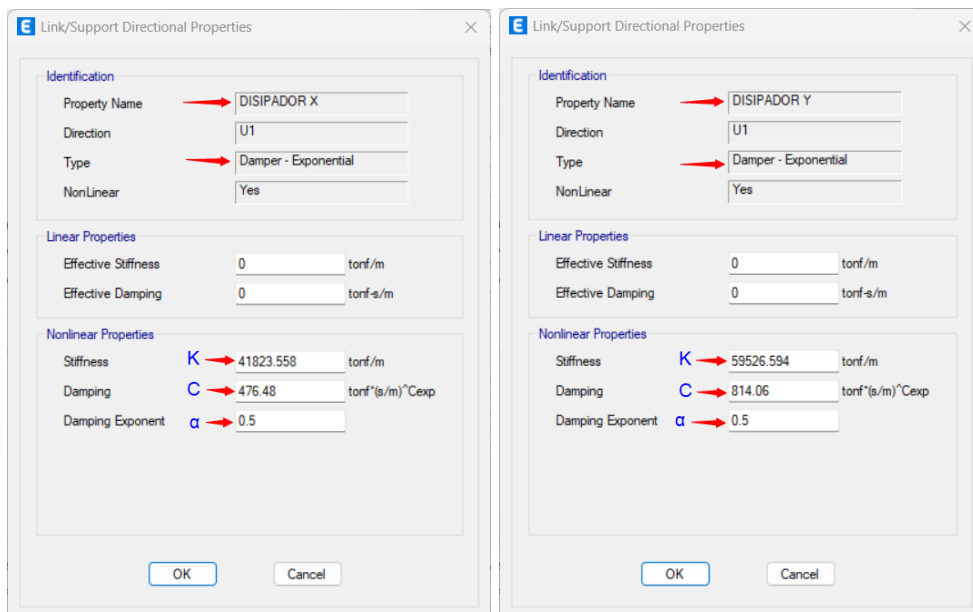 E Link/Support Directional Properties
Identification
Property Name DISIPADOR X
Direction U1
Type Damper - Exponential
NonLinear Yes
Linear Properties
Effective Stiffness 0 tonf/m
Effective Damping 0 tonf-s/m
Nonlinear Properties
Stiffness K 41823.558 tonf/m
Damping C 476.48 tonf*(s/m)^Cexp
Damping Exponent α 0.5
OK Cancel
E Link/Support Directional Properties
Identification
Property Name DISIPADOR Y
Direction U1
Type Damper - Exponential
NonLinear Yes
Linear Properties
Effective Stiffness 0 tonf/m
Effective Damping 0 tonf-s/m
Nonlinear Properties
Stiffness K 59526.594 tonf/m
Damping C 814.06 tonf*(s/m)^Cexp
Damping Exponent α 0.5
OK Cancel